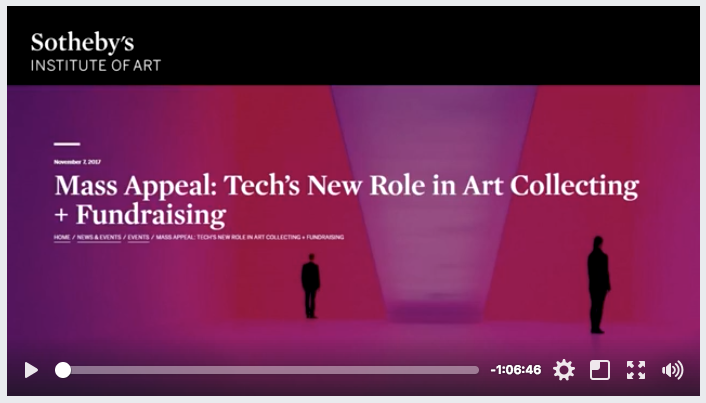 Sotheby's
INSTITUTE OF ART
November 7, 2017
Mass Appeal: Tech's New Role in Art Collecting
+ Fundraising
HOME / NEWS & EVENTS / EVENTS / MASS APPEAL: TECH'S NEW ROLE IN ART COLLECTING + FUNDRAISING
-1:06:46